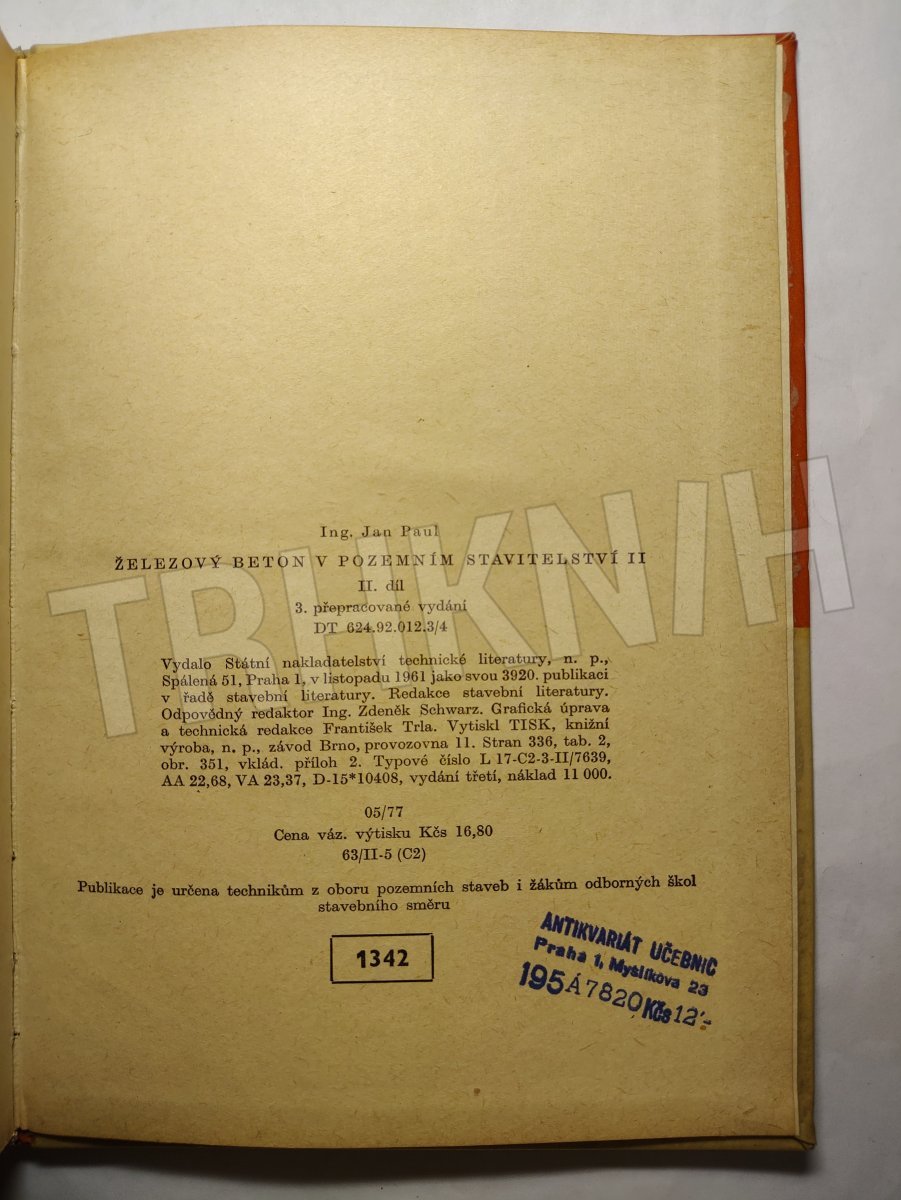 Ing. Jan Paul
ŽELEZOVÝ BETON V POZEMNÍM STAVITELSTVÍ II
II. díl
3. přepracované vydání
DT 624.92.012.3/4
Vydalo Státní nakladatelství technické literatury, n. p.,
Spálená 51, Praha 1, v listopadu 1961 jako svou 3920. publikaci
v řadě stavební literatury. Redakce stavební literatury.
Odpovědný redaktor Ing. Zdeněk Schwarz. Grafická úprava
a technická redakce František Trla. Vytiskl TISK, knižní
výroba, n. p., závod Brno, provozovna 11. Stran 336, tab. 2,
obr. 351, vklád. příloh 2. Typové číslo L 17-C2-3-II/7639,
AA 22,68, VA 23,37, D-15*10408, vydání třetí, náklad 11 000.
05/77
Cena váz. výtisku Kčs 16,80
63/II-5 (C2)
Publikace je určena technikům z oboru pozemních staveb i žákům odborných škol
stavebního směru
1342
ANTIKVARIÁT UČEBNIC
Praha 1, Myslíkova 23
195 Á 7820 Kčs 12'-
TRHKNIH